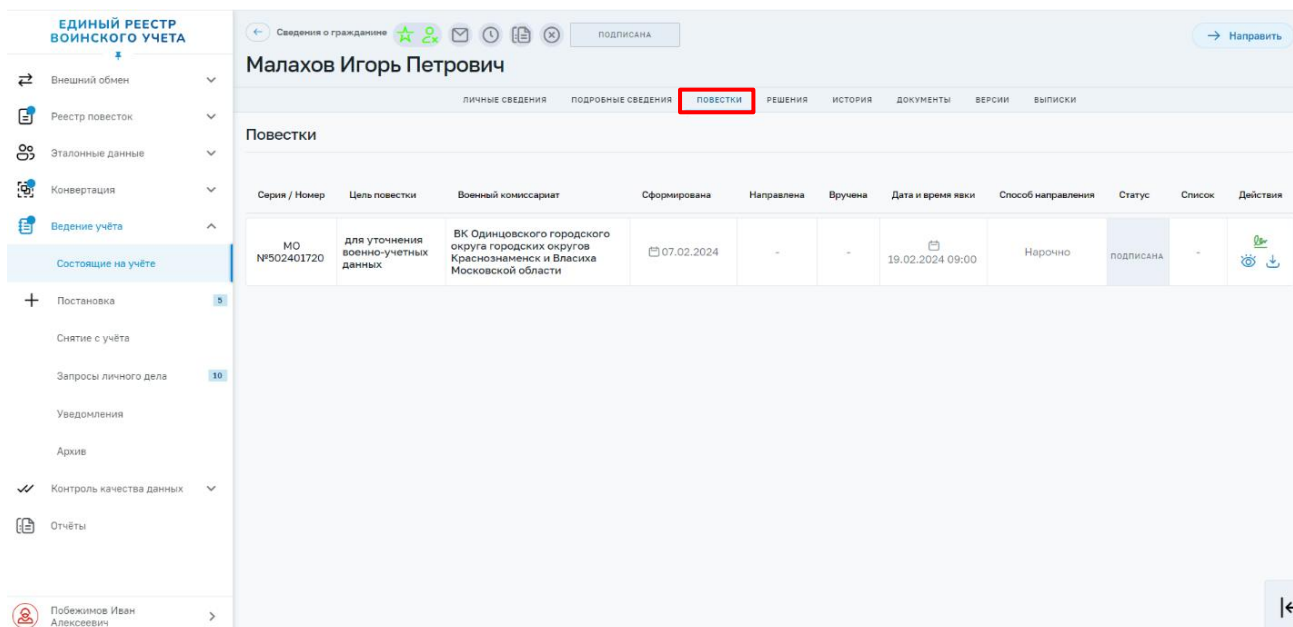 ЕДИНЫЙ РЕЕСТР
ВОИНСКОГО УЧЕТА
Внешний обмен
Реестр повесток
Эталонные данные
Конвертация
Ведение учёта
Состоящие на учёте
Постановка 5
Снятие с учёта
Запросы личного дела 10
Уведомления
Архив
Контроль качества данных
Отчёты
Побежимов Иван
Алексеевич
Сведения о гражданине ПОДПИСАНА Направить
Малахов Игорь Петрович
ЛИЧНЫЕ СВЕДЕНИЯ ПОДРОБНЫЕ СВЕДЕНИЯ ПОВЕСТКИ РЕШЕНИЯ ИСТОРИЯ ДОКУМЕНТЫ ВЕРСИИ ВЫПИСКИ
Повестки
Серия / Номер Цель повестки Военный комиссариат Сформирована Направлена Вручена Дата и время явки Способ направления Статус Список Действия
МО
№502401720
для уточнения
военно-учетных
данных
ВК Одинцовского городского
округа городских округов
Краснознаменск и Власиха
Московской области
07.02.2024
-
-
19.02.2024 09:00
Нарочно
ПОДПИСАНА
-